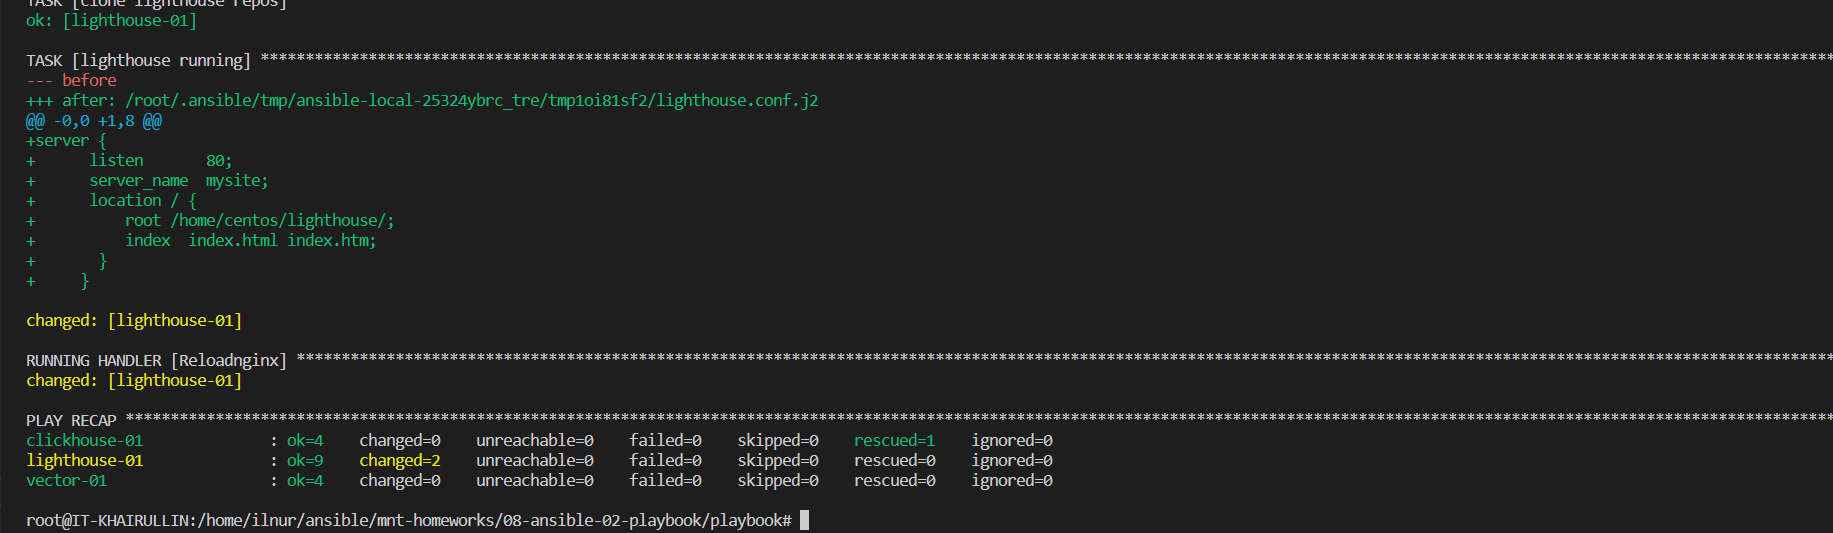 TASK [clone lighthouse repos]
ok: [lighthouse-01]
TASK [lighthouse running] ******************************************************************************************************************************************************************************
--- before
+++ after: /root/.ansible/tmp/ansible-local-25324ybrc_tre/tmp1oi81sf2/lighthouse.conf.j2
@@ -0,0 +1,8 @@
+server {
+      listen       80;
+      server_name  mysite;
+      location / {
+          root /home/centos/lighthouse/;
+          index  index.html index.htm;
+       }
+     }
changed: [lighthouse-01]
RUNNING HANDLER [Reloadnginx] **************************************************************************************************************************************************************************
changed: [lighthouse-01]
PLAY RECAP *********************************************************************************************************************************************************************************************
clickhouse-01              : ok=4    changed=0    unreachable=0    failed=0    skipped=0    rescued=1    ignored=0
lighthouse-01              : ok=9    changed=2    unreachable=0    failed=0    skipped=0    rescued=0    ignored=0
vector-01                  : ok=4    changed=0    unreachable=0    failed=0    skipped=0    rescued=0    ignored=0
root@IT-KHAIRULLIN:/home/ilnur/ansible/mnt-homeworks/08-ansible-02-playbook/playbook#